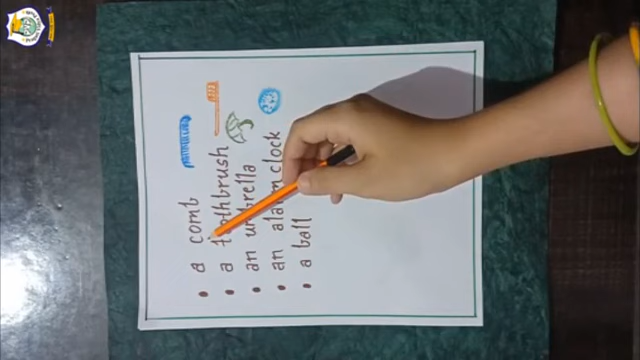 • a comb
• a toothbrush
• an umbrella
• an alarm clock
• a ball